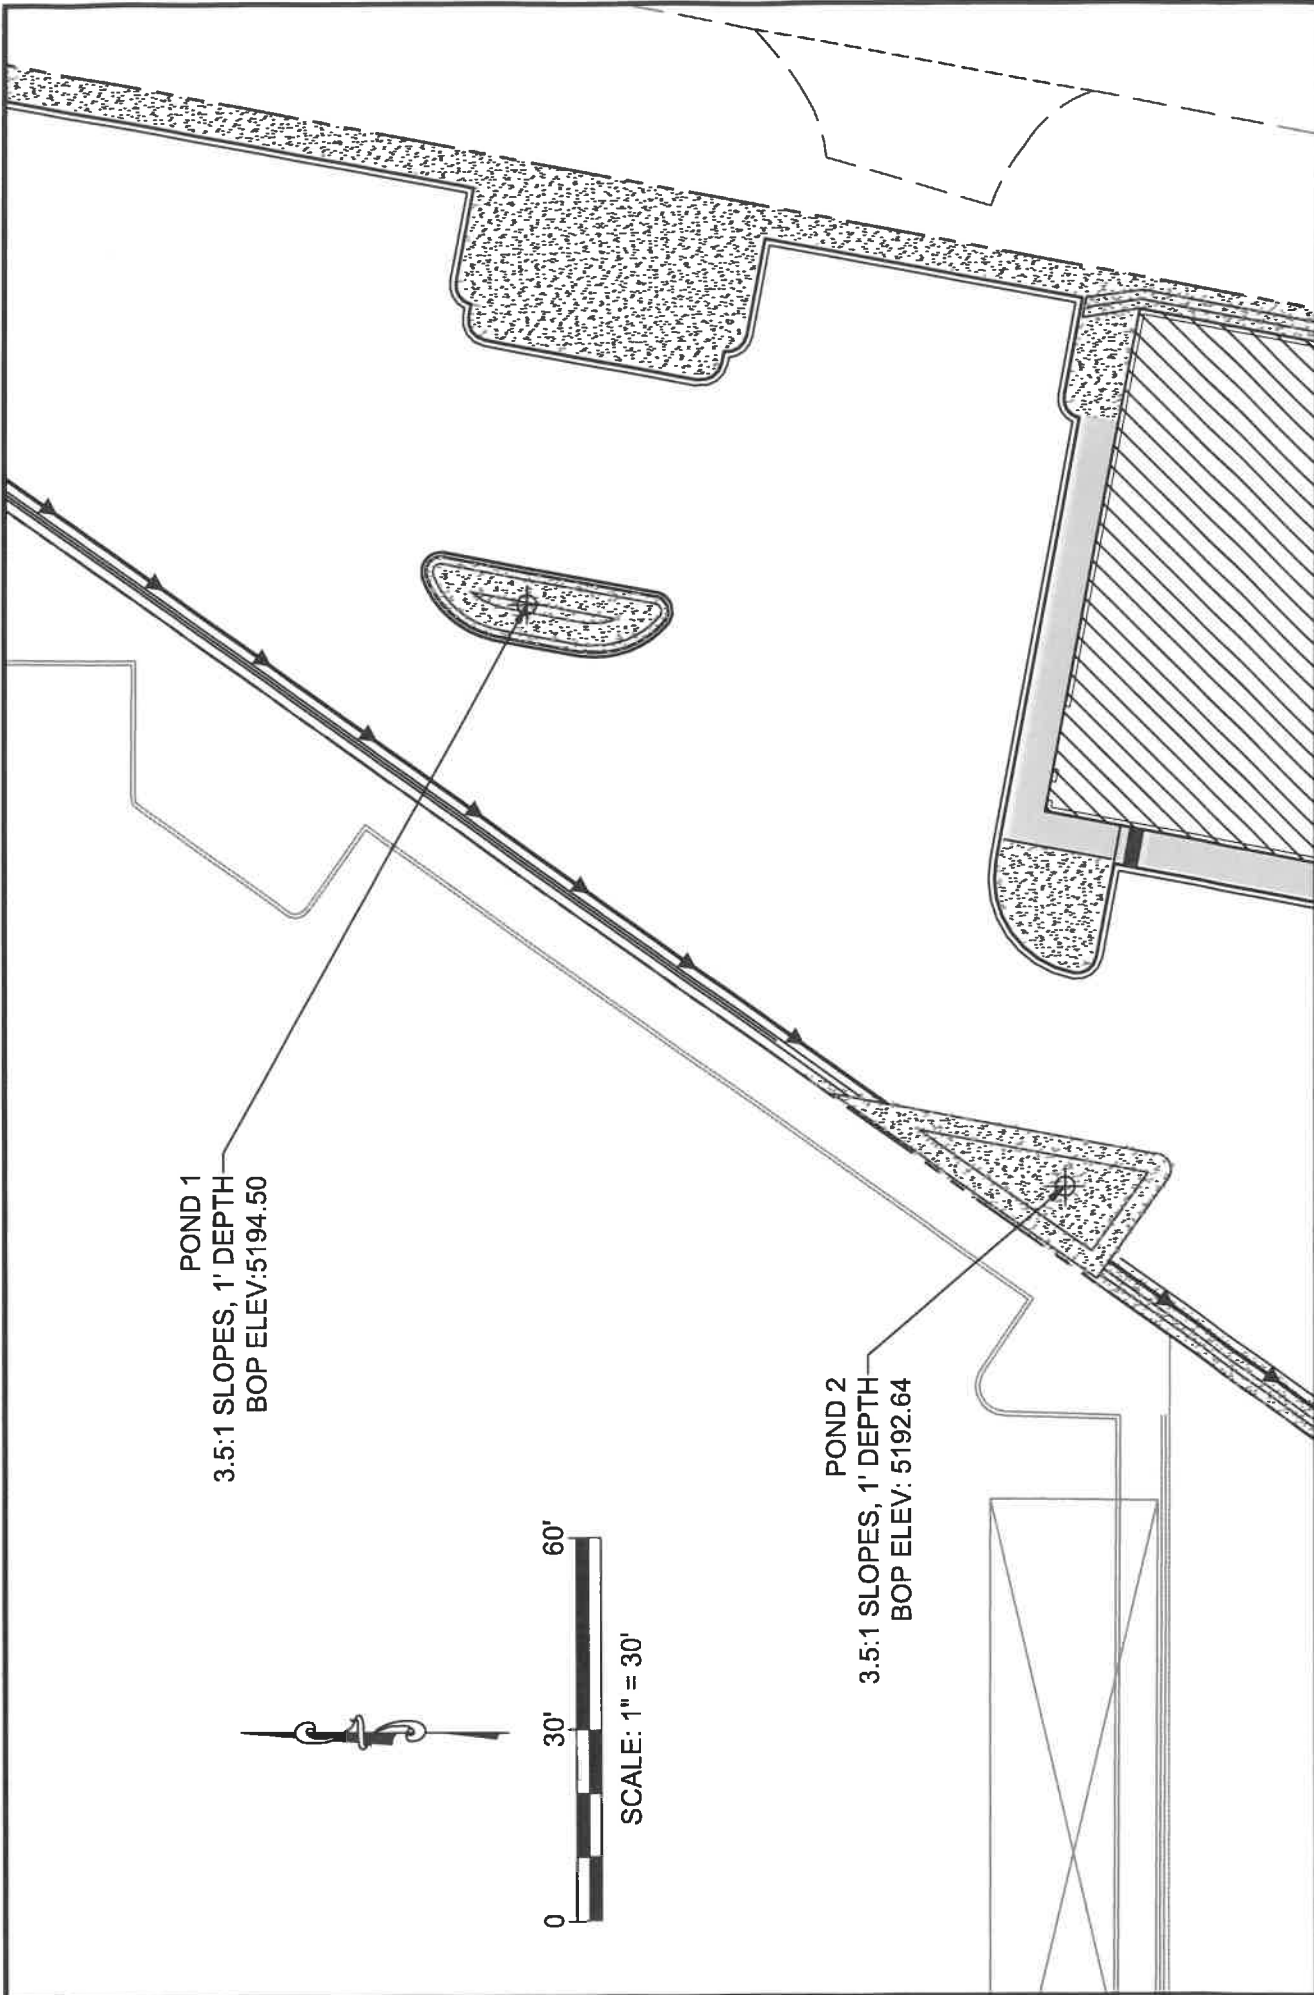 POND 1
3.5:1 SLOPES, 1' DEPTH
BOP ELEV:5194.50
POND 2
3.5:1 SLOPES, 1' DEPTH
BOP ELEV: 5192.64
0 30' 60'
SCALE: 1" = 30'